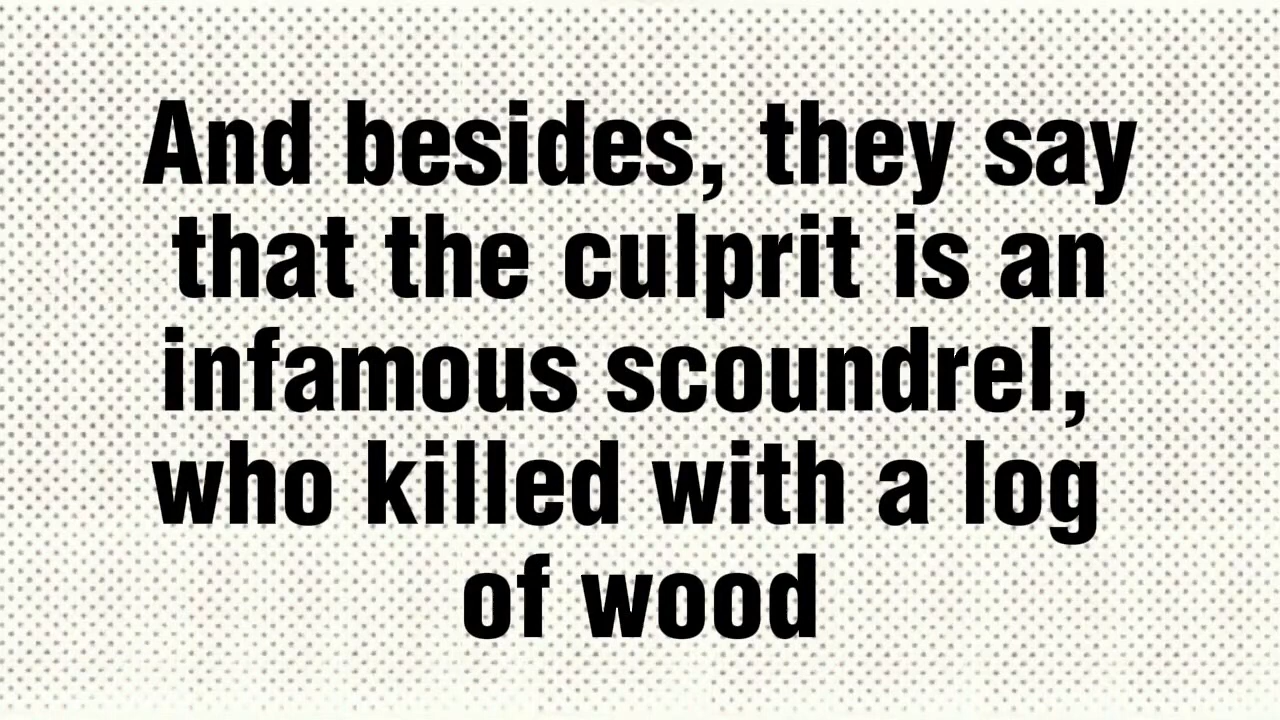 And besides, they say
that the culprit is an
infamous scoundrel,
who killed with a log
of wood